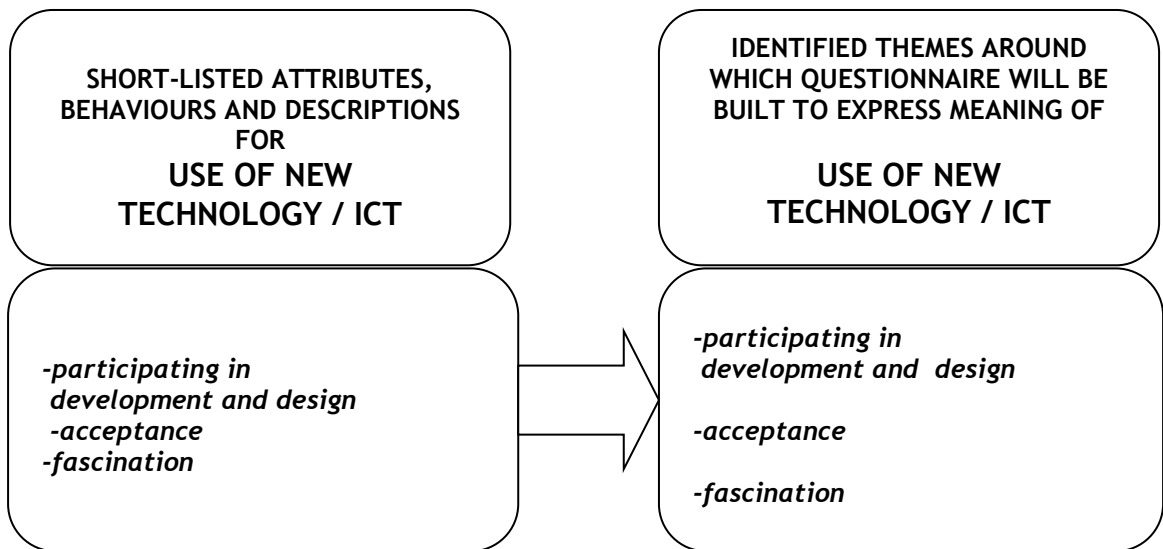 SHORT-LISTED ATTRIBUTES,
BEHAVIOURS AND DESCRIPTIONS
FOR
USE OF NEW
TECHNOLOGY / ICT
IDENTIFIED THEMES AROUND
WHICH QUESTIONNAIRE WILL BE
BUILT TO EXPRESS MEANING OF
USE OF NEW
TECHNOLOGY / ICT
-participating in
development and design
-acceptance
-fascination
-participating in
development and design
-acceptance
-fascination